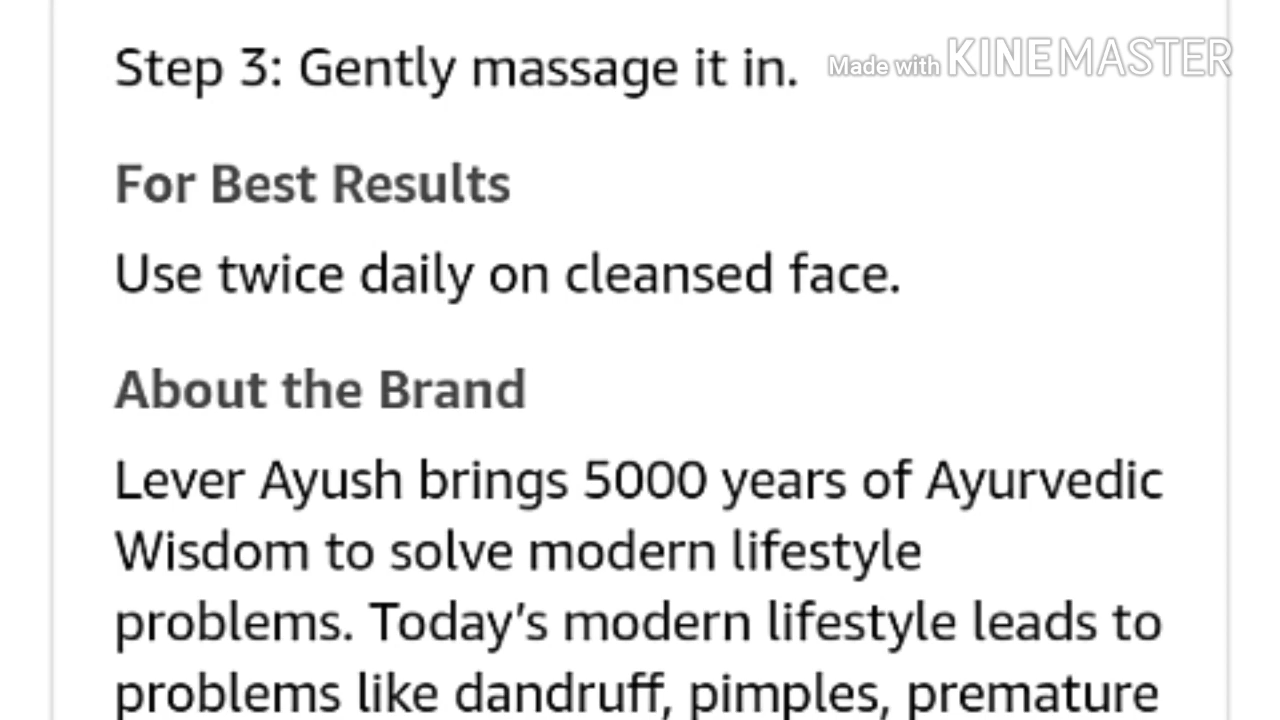 Step 3: Gently massage it in.
Made with KINEMASTER
For Best Results
Use twice daily on cleansed face.
About the Brand
Lever Ayush brings 5000 years of Ayurvedic
Wisdom to solve modern lifestyle
problems. Today’s modern lifestyle leads to
problems like dandruff, pimples, premature